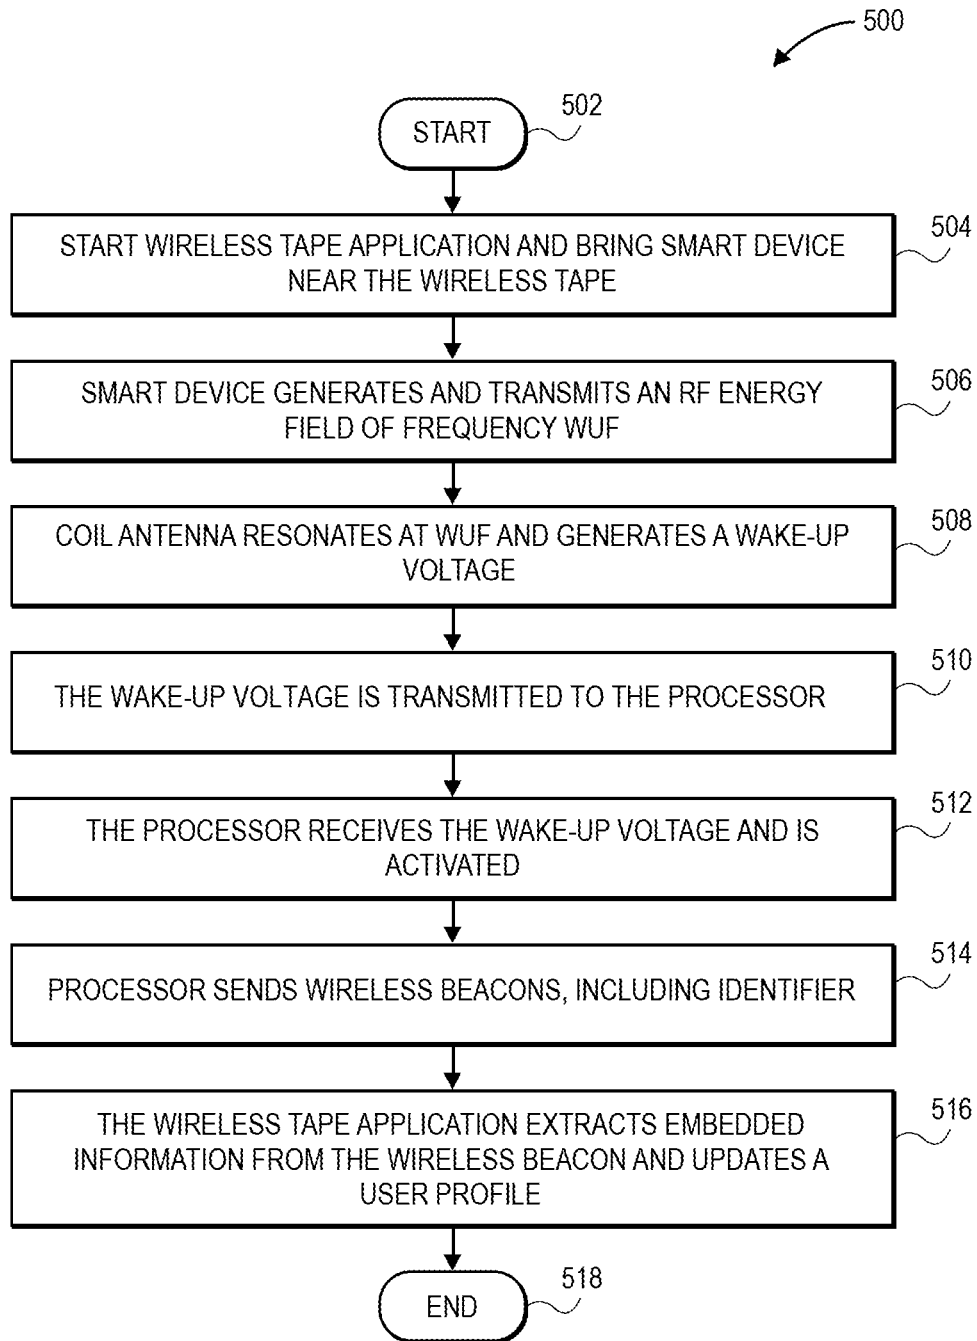 500
START
502
START WIRELESS TAPE APPLICATION AND BRING SMART DEVICE
NEAR THE WIRELESS TAPE
504
SMART DEVICE GENERATES AND TRANSMITS AN RF ENERGY
FIELD OF FREQUENCY WUF
506
COIL ANTENNA RESONATES AT WUF AND GENERATES A WAKE-UP
VOLTAGE
508
THE WAKE-UP VOLTAGE IS TRANSMITTED TO THE PROCESSOR
510
THE PROCESSOR RECEIVES THE WAKE-UP VOLTAGE AND IS
ACTIVATED
512
PROCESSOR SENDS WIRELESS BEACONS, INCLUDING IDENTIFIER
514
THE WIRELESS TAPE APPLICATION EXTRACTS EMBEDDED
INFORMATION FROM THE WIRELESS BEACON AND UPDATES A
USER PROFILE
516
END
518